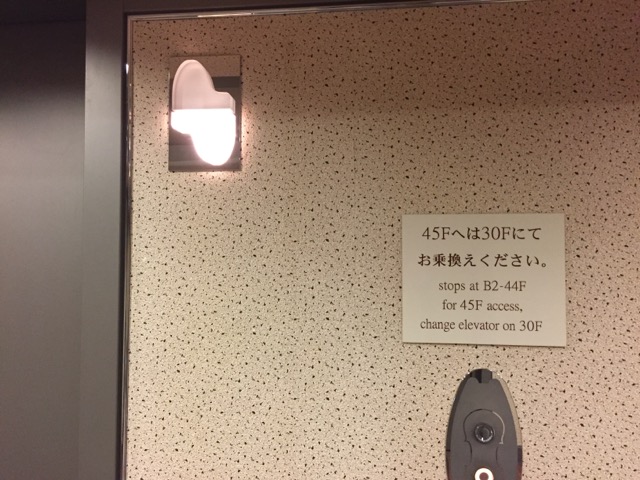 45Fへは30Fにて
お乗換えください。
stops at B2-44F
for 45F access,
change elevator on 30F